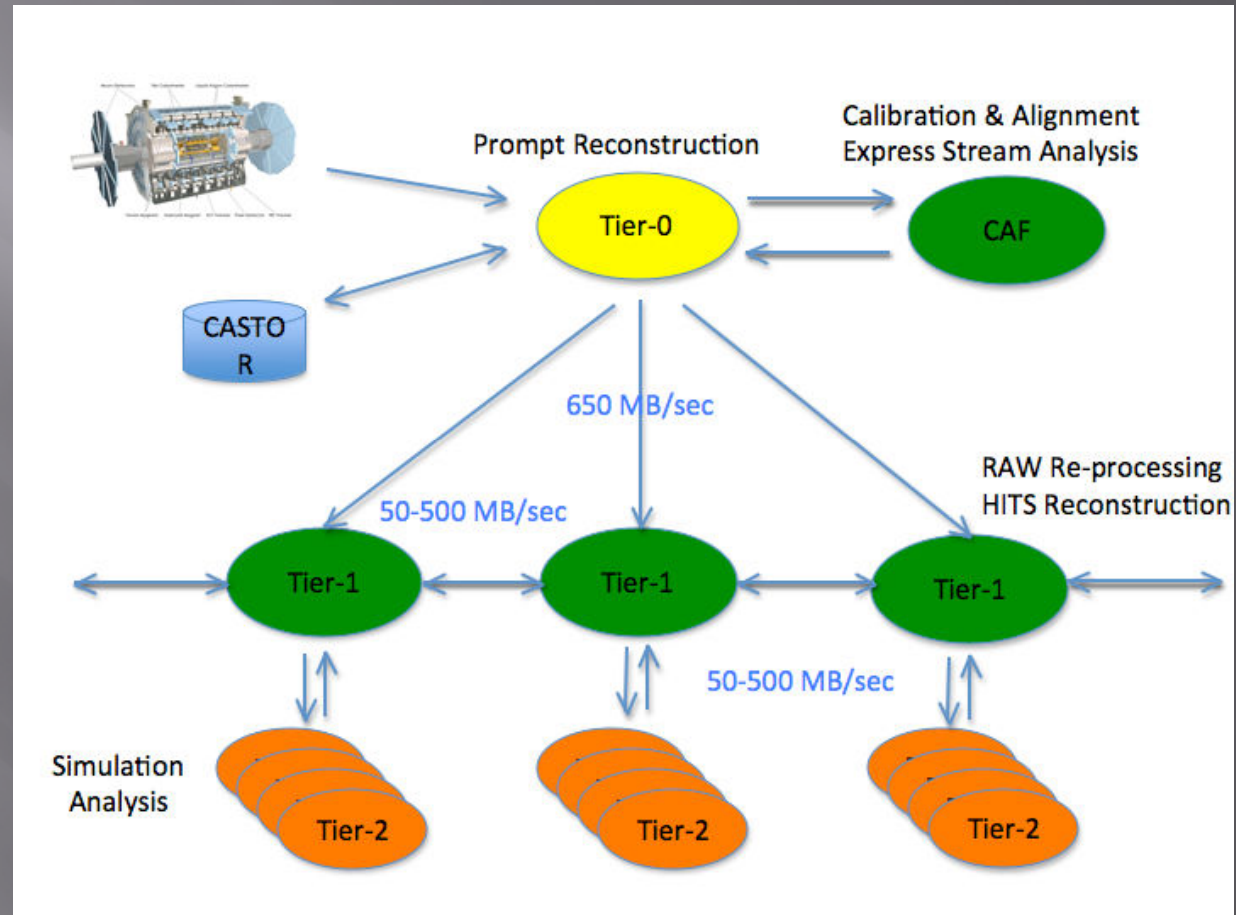 Prompt Reconstruction
Calibration & Alignment
Express Stream Analysis
Tier-0
CAF
CASTO
R
650 MB/sec
RAW Re-processing
HITS Reconstruction
50-500 MB/sec
Tier-1
Tier-1
Tier-1
50-500 MB/sec
Simulation
Analysis
Tier-2
Tier-2
Tier-2